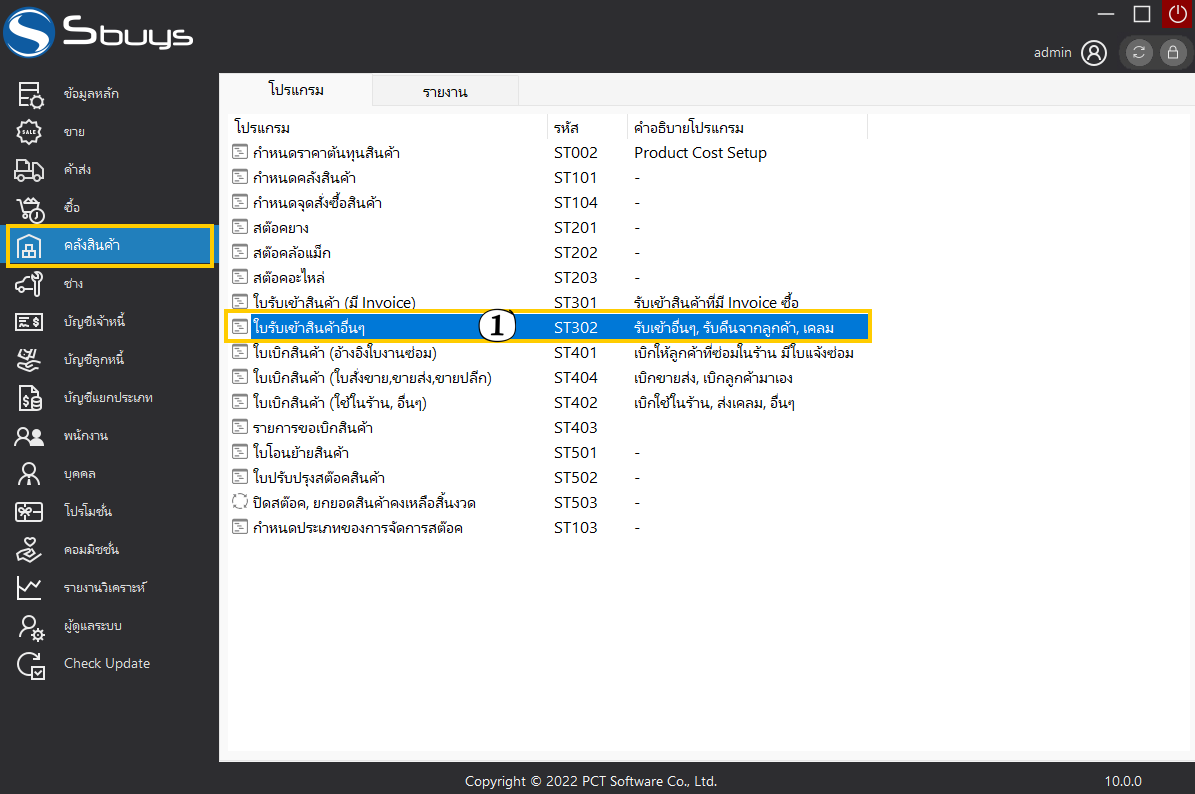 Sbuys
admin
ข้อมูลหลัก
ขาย
ค้าส่ง
ซื้อ
คลังสินค้า
ช่าง
บัญชีเจ้าหนี้
บัญชีลูกหนี้
บัญชีแยกประเภท
พนักงาน
บุคคล
โปรโมชั่น
คอมมิชชั่น
รายงานวิเคราะห์
ผู้ดูแลระบบ
Check Update
โปรแกรม รายงาน
โปรแกรม รหัส คำอธิบายโปรแกรม
กำหนดราคาต้นทุนสินค้า ST002 Product Cost Setup
กำหนดคลังสินค้า ST101 -
กำหนดจุดสั่งซื้อสินค้า ST104 -
สต๊อคยาง ST201 -
สต๊อคล้อแม็ก ST202 -
สต๊อคอะไหล่ ST203 -
ใบรับเข้าสินค้า (มี Invoice) ST301 รับเข้าสินค้าที่มี Invoice ซื้อ
ใบรับเข้าสินค้าอื่นๆ 1 ST302 รับเข้าอื่นๆ, รับคืนจากลูกค้า, เคลม
ใบเบิกสินค้า (อ้างอิงใบงานซ่อม) ST401 เบิกให้ลูกค้าที่ซ่อมในร้าน มีใบแจ้งซ่อม
ใบเบิกสินค้า (ใบสั่งขาย,ขายส่ง,ขายปลีก) ST404 เบิกขายส่ง, เบิกลูกค้ามาเอง
ใบเบิกสินค้า (ใช้ในร้าน, อื่นๆ) ST402 เบิกใช้ในร้าน, ส่งเคลม, อื่นๆ
รายการขอเบิกสินค้า ST403
ใบโอนย้ายสินค้า ST501 -
ใบปรับปรุงสต๊อคสินค้า ST502 -
ปิดสต๊อค, ยกยอดสินค้าคงเหลือสิ้นงวด ST503 -
กำหนดประเภทของการจัดการสต๊อค ST103 -
Copyright © 2022 PCT Software Co., Ltd. 10.0.0